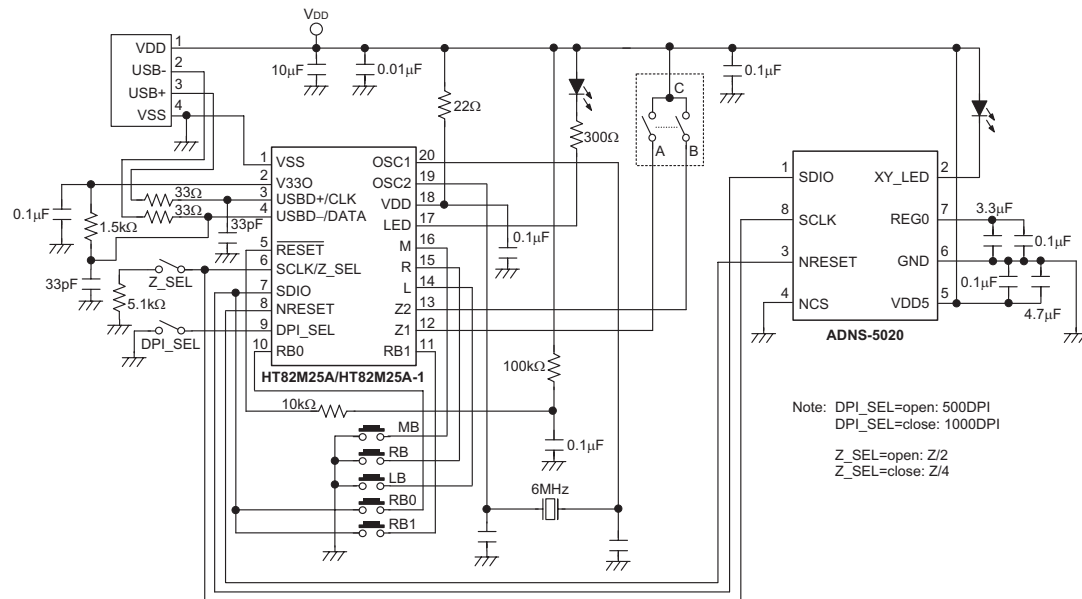 VDD
VDD 1
USB- 2
USB+ 3
VSS 4
10µF
0.01µF
22Ω
300Ω
C
A
B
0.1µF
1 VSS
2 V33O
3 USBD+/CLK
4 USBD–/DATA
5 RESET
6 SCLK/Z_SEL
7 SDIO
8 NRESET
9 DPI_SEL
10 RB0
OSC1 20
OSC2 19
VDD 18
LED 17
M 16
R 15
L 14
Z2 13
Z1 12
RB1 11
HT82M25A/HT82M25A-1
33Ω
33Ω
0.1µF
1.5kΩ
33pF
33pF
Z_SEL
5.1kΩ
DPI_SEL
0.1µF
100kΩ
10kΩ
0.1µF
MB
RB
LB
RB0
RB1
6MHz
1 SDIO
8 SCLK
3 NRESET
4 NCS
XY_LED 2
REG0 7
GND 6
VDD5 5
ADNS-5020
3.3µF
0.1µF
0.1µF
4.7µF
Note: DPI_SEL=open: 500DPI
DPI_SEL=close: 1000DPI
Z_SEL=open: Z/2
Z_SEL=close: Z/4